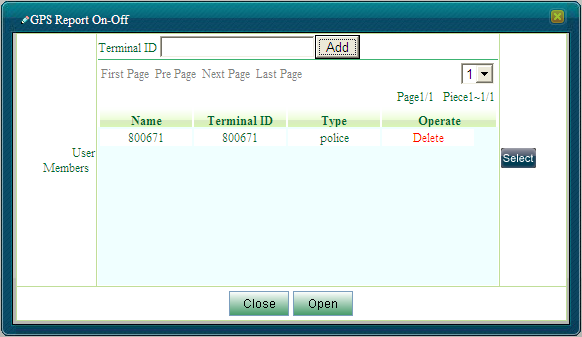 GPS Report On-Off
Terminal ID Add
First Page Pre Page Next Page Last Page 1
Page1/1 Piece1~1/1
Name Terminal ID Type Operate
800671 800671 police Delete
User
Members
Select
Close Open